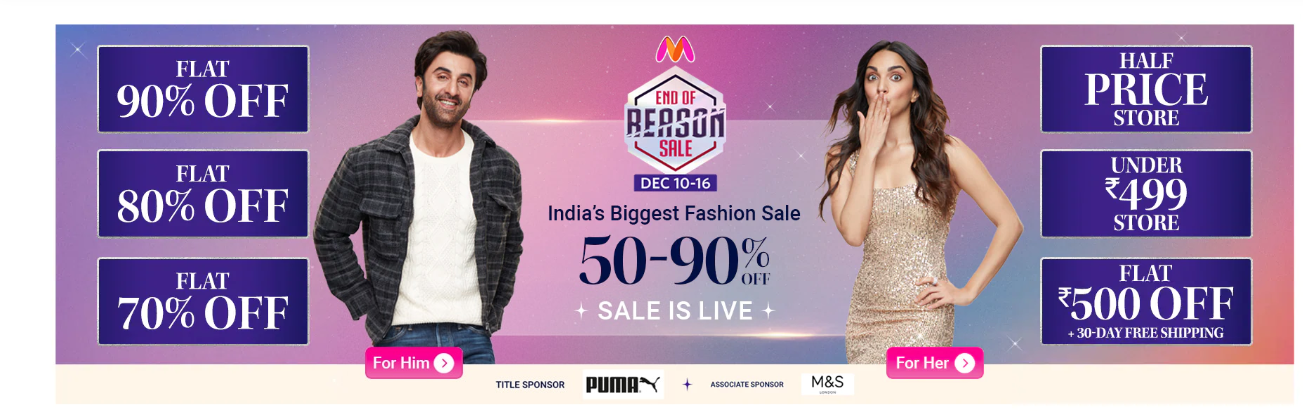 FLAT
90% OFF
FLAT
80% OFF
FLAT
70% OFF
END OF
REASON
SALE
DEC 10-16
India's Biggest Fashion Sale
50-90% OFF
SALE IS LIVE
HALF
PRICE
STORE
UNDER
₹499
STORE
FLAT
₹500 OFF
+ 30-DAY FREE SHIPPING
For Him
For Her
TITLE SPONSOR PUMA ASSOCIATE SPONSOR M&S
LONDON